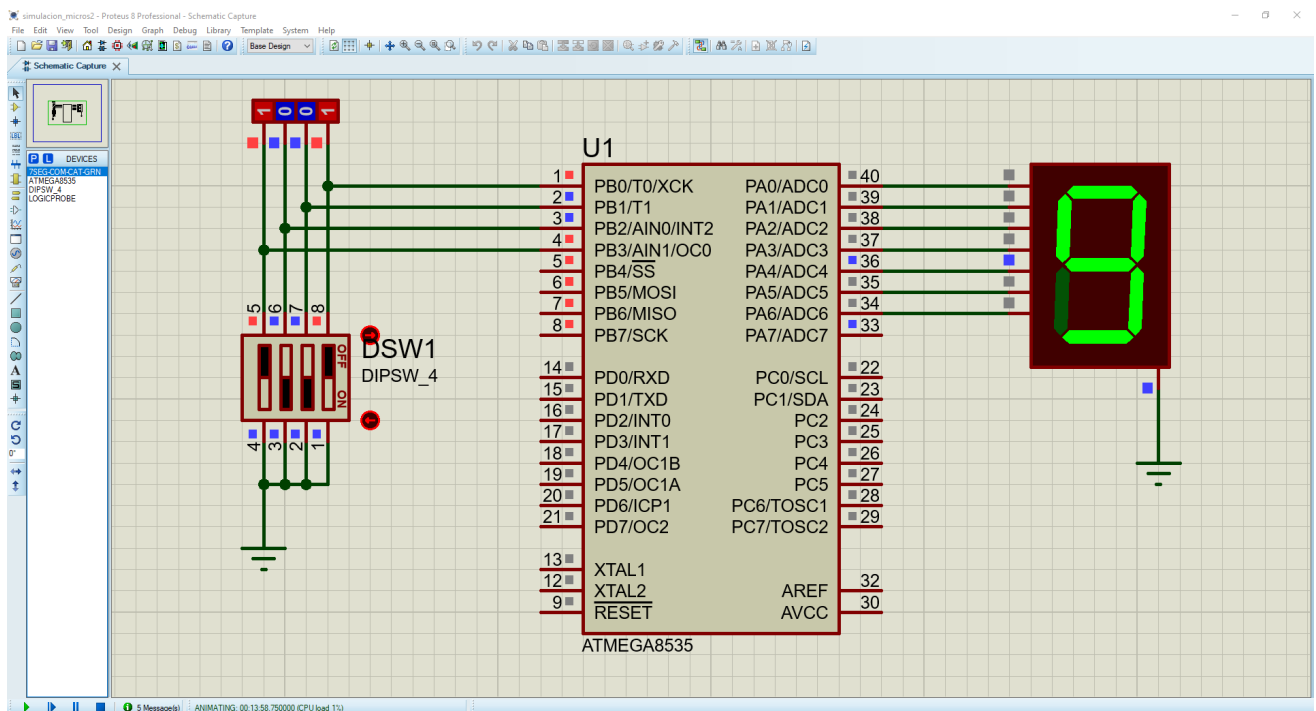 simulacion_micros2 - Proteus 8 Professional - Schematic Capture
File Edit View Tool Design Graph Debug Library Template System Help
Base Design
Schematic Capture
P L DEVICES
7SEG-COM-CAT-GRN
ATMEGA8535
DIPSW_4
LOGICPROBE
LBL
A
S
0°
1 0 0 1
5 6 7 8
OFF
ON
4 3 2 1
DSW1
DIPSW_4
U1
1 PB0/T0/XCK PA0/ADC0 40
2 PB1/T1 PA1/ADC1 39
3 PB2/AIN0/INT2 PA2/ADC2 38
4 PB3/AIN1/OC0 PA3/ADC3 37
5 PB4/SS PA4/ADC4 36
6 PB5/MOSI PA5/ADC5 35
7 PB6/MISO PA6/ADC6 34
8 PB7/SCK PA7/ADC7 33
14 PD0/RXD PC0/SCL 22
15 PD1/TXD PC1/SDA 23
16 PD2/INT0 PC2 24
17 PD3/INT1 PC3 25
18 PD4/OC1B PC4 26
19 PD5/OC1A PC5 27
20 PD6/ICP1 PC6/TOSC1 28
21 PD7/OC2 PC7/TOSC2 29
13 XTAL1
12 XTAL2 AREF 32
9 RESET AVCC 30
ATMEGA8535
9
5 Message(s) ANIMATING: 00:13:58.750000 (CPU load 1%)